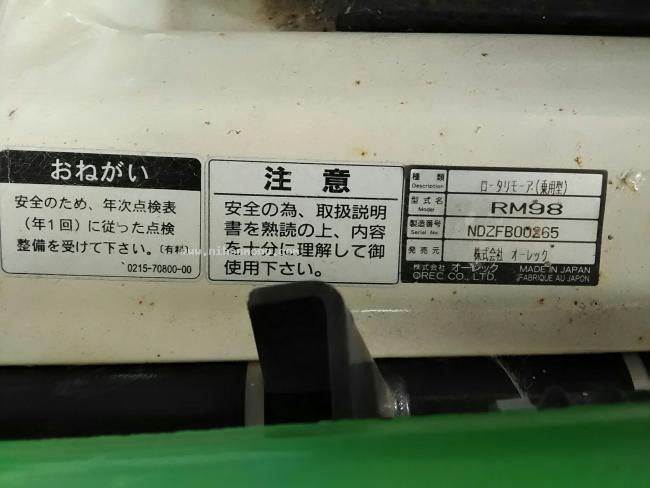 おねがい
安全のため、年次点検表
(年1回)に従った点検
整備を受けて下さい。(有料)
0215-70800-00
注意
安全の為、取扱説明
書を熟読の上、内容
を十分に理解して御
使用下さい。
種類 Description ロータリモーア(乗用型)
型式名 Model RM98
製造番号 Serial No. NDZFB00265
発売元 株式会社 オーレック
株式会社 オーレック MADE IN JAPAN
OREC CO., LTD. FABRIQUE AU JAPON